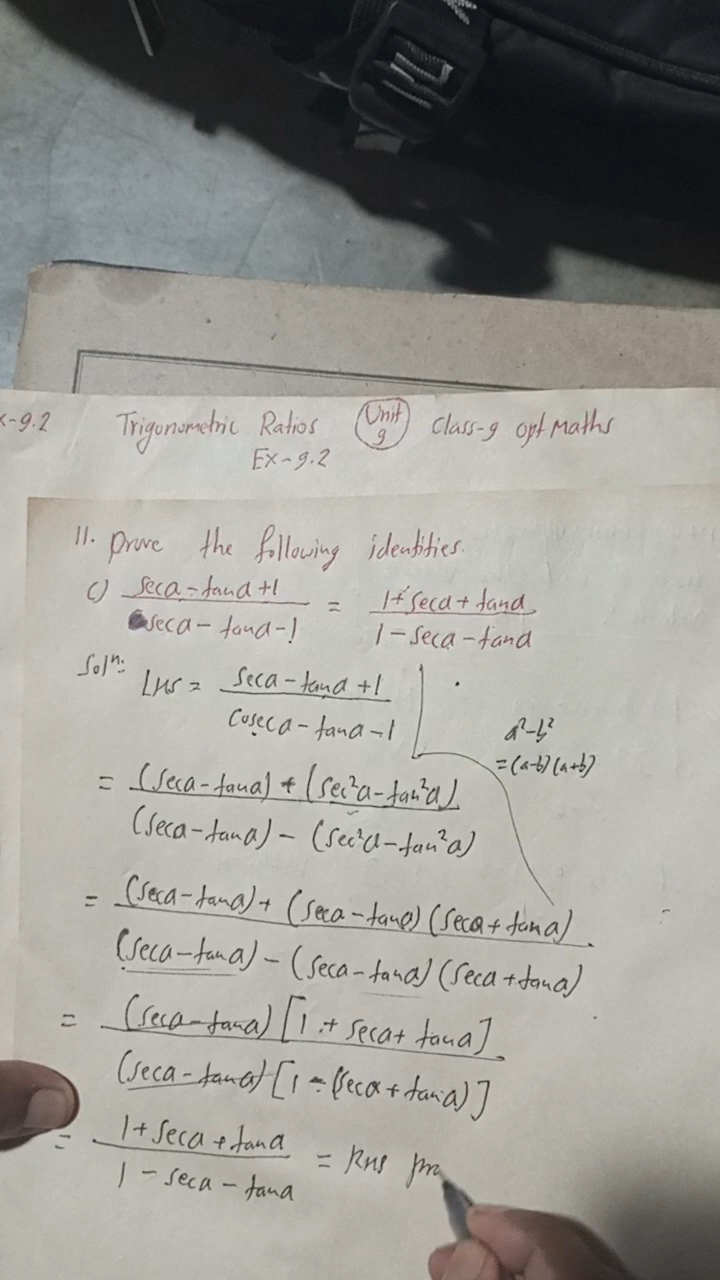 x-9.2 Trigonometric Ratios Unit 9 Class-9 opt Maths
Ex-9.2
11. prove the following identities.
c) (seca - tana + 1)/(seca - tana - 1) = (1 + seca + tana)/(1 - seca - tana)
Solⁿ: LHS = (seca - tana + 1)/(coseca - tana - 1)
a²-b²
= (a-b)(a+b)
= ((seca - tana) + (sec²a - tan²a))/((seca - tana) - (sec²a - tan²a))
= ((seca - tana) + (seca - tana)(seca + tana))/((seca - tana) - (seca - tana)(seca + tana))
= ((seca - tana)[1 + seca + tana])/((seca - tana)[1 - (seca + tana)])
= (1 + seca + tana)/(1 - seca - tana) = RHS pro